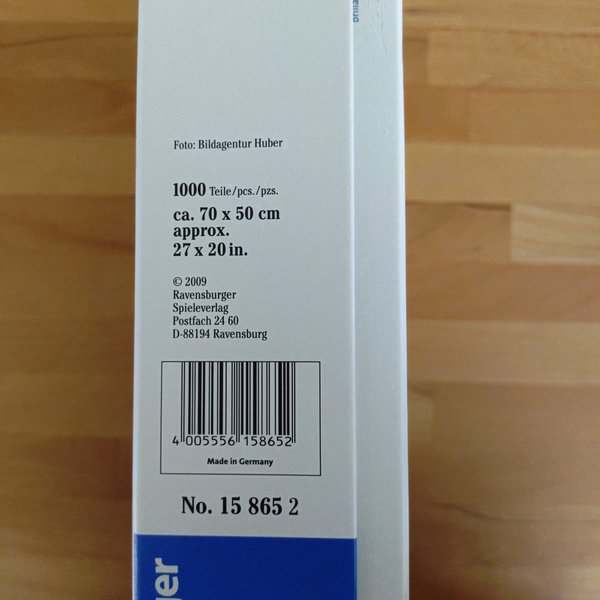 Foto: Bildagentur Huber
1000 Teile/pcs./pzs.
ca. 70 x 50 cm
approx.
27 x 20 in.
© 2009
Ravensburger
Spieleverlag
Postfach 24 60
D-88194 Ravensburg
4 005556 158652
Made in Germany
No. 15 865 2
ger